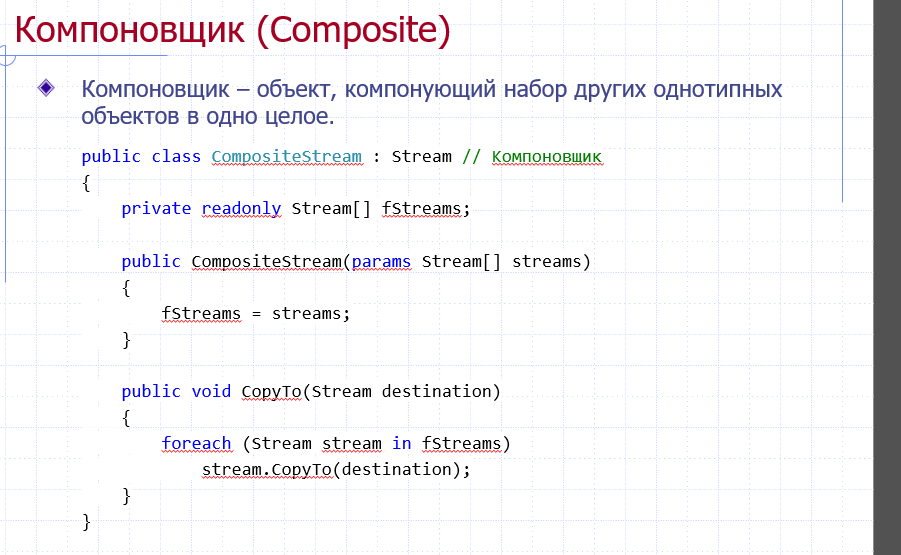 Компоновщик (Composite)
Компоновщик – объект, компонующий набор других однотипных
объектов в одно целое.
public class CompositeStream : Stream // Компоновщик
{
    private readonly Stream[] fStreams;
    public CompositeStream(params Stream[] streams)
    {
        fStreams = streams;
    }
    public void CopyTo(Stream destination)
    {
        foreach (Stream stream in fStreams)
            stream.CopyTo(destination);
    }
}